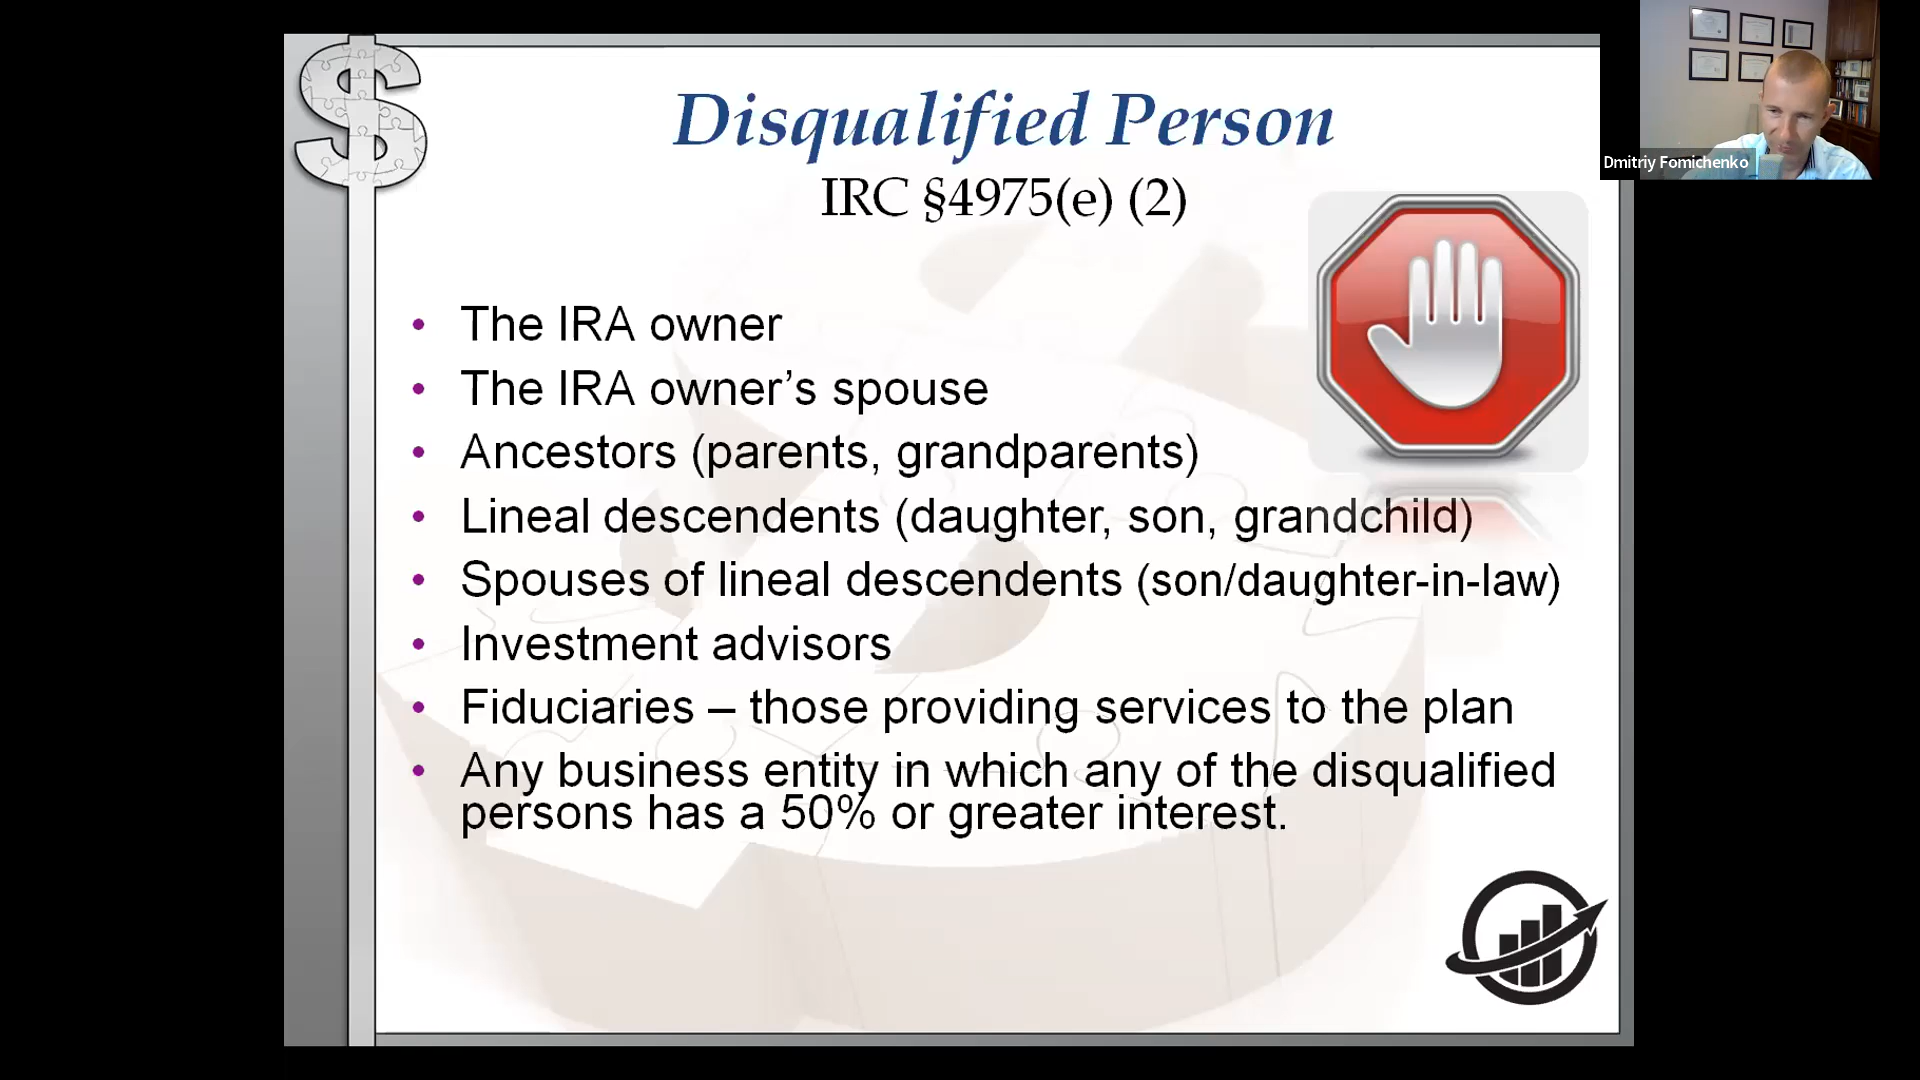 Disqualified Person
IRC §4975(e) (2)
• The IRA owner
• The IRA owner’s spouse
• Ancestors (parents, grandparents)
• Lineal descendents (daughter, son, grandchild)
• Spouses of lineal descendents (son/daughter-in-law)
• Investment advisors
• Fiduciaries – those providing services to the plan
• Any business entity in which any of the disqualified
persons has a 50% or greater interest.
Dmitriy Fomichenko